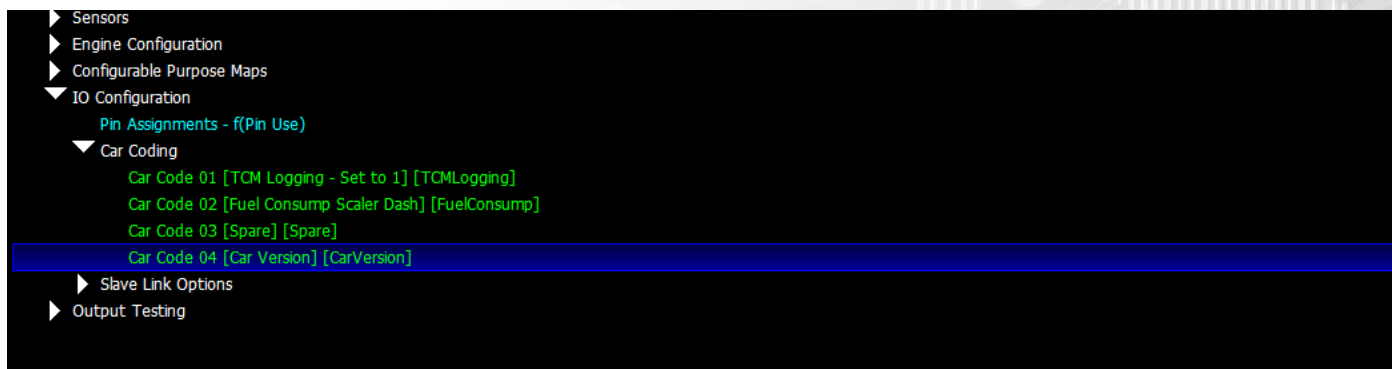 Sensors
Engine Configuration
Configurable Purpose Maps
IO Configuration
Pin Assignments - f(Pin Use)
Car Coding
Car Code 01 [TCM Logging - Set to 1] [TCMLogging]
Car Code 02 [Fuel Consump Scaler Dash] [FuelConsump]
Car Code 03 [Spare] [Spare]
Car Code 04 [Car Version] [CarVersion]
Slave Link Options
Output Testing